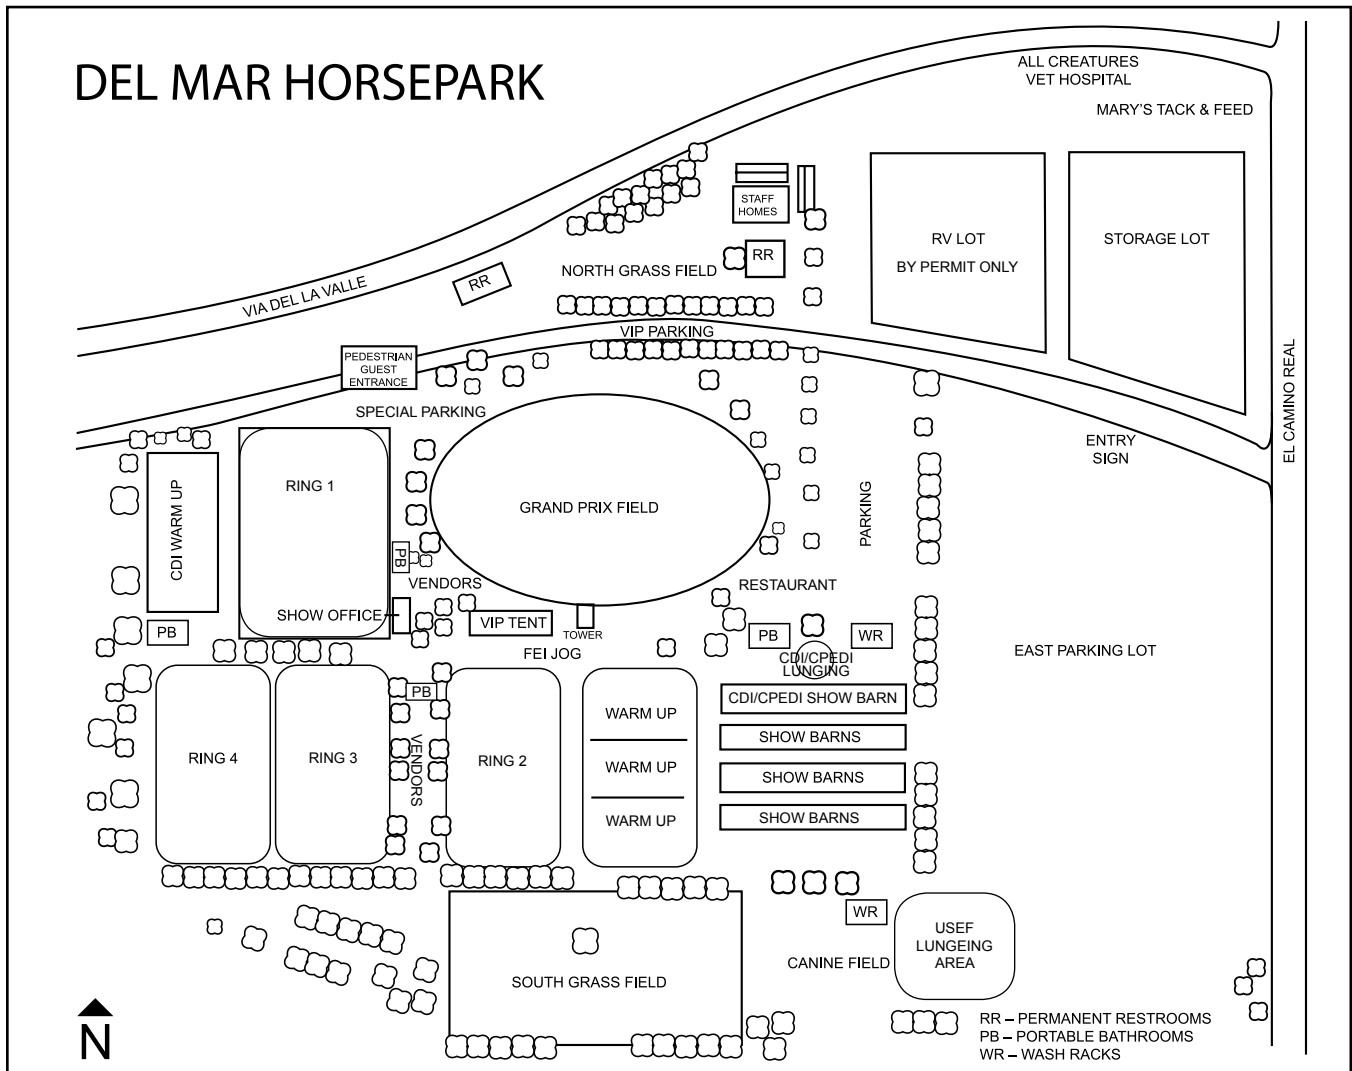 DEL MAR HORSEPARK
ALL CREATURES
VET HOSPITAL
MARY'S TACK & FEED
STAFF
HOMES
RV LOT
BY PERMIT ONLY
STORAGE LOT
RR
NORTH GRASS FIELD
RR
VIA DEL LA VALLE
VIP PARKING
PEDESTRIAN
GUEST
ENTRANCE
EL CAMINO REAL
SPECIAL PARKING
ENTRY
SIGN
RING 1
CDI WARM UP
GRAND PRIX FIELD
PARKING
PB
VENDORS
RESTAURANT
SHOW OFFICE
PB
VIP TENT
TOWER
PB
WR
FEI JOG
CDI/CPEDI
LUNGING
EAST PARKING LOT
PB
CDI/CPEDI SHOW BARN
WARM UP
SHOW BARNS
RING 4
RING 3
VENDORS
RING 2
WARM UP
SHOW BARNS
WARM UP
SHOW BARNS
WR
USEF
LUNGEING
AREA
CANINE FIELD
SOUTH GRASS FIELD
N
RR – PERMANENT RESTROOMS
PB – PORTABLE BATHROOMS
WR – WASH RACKS